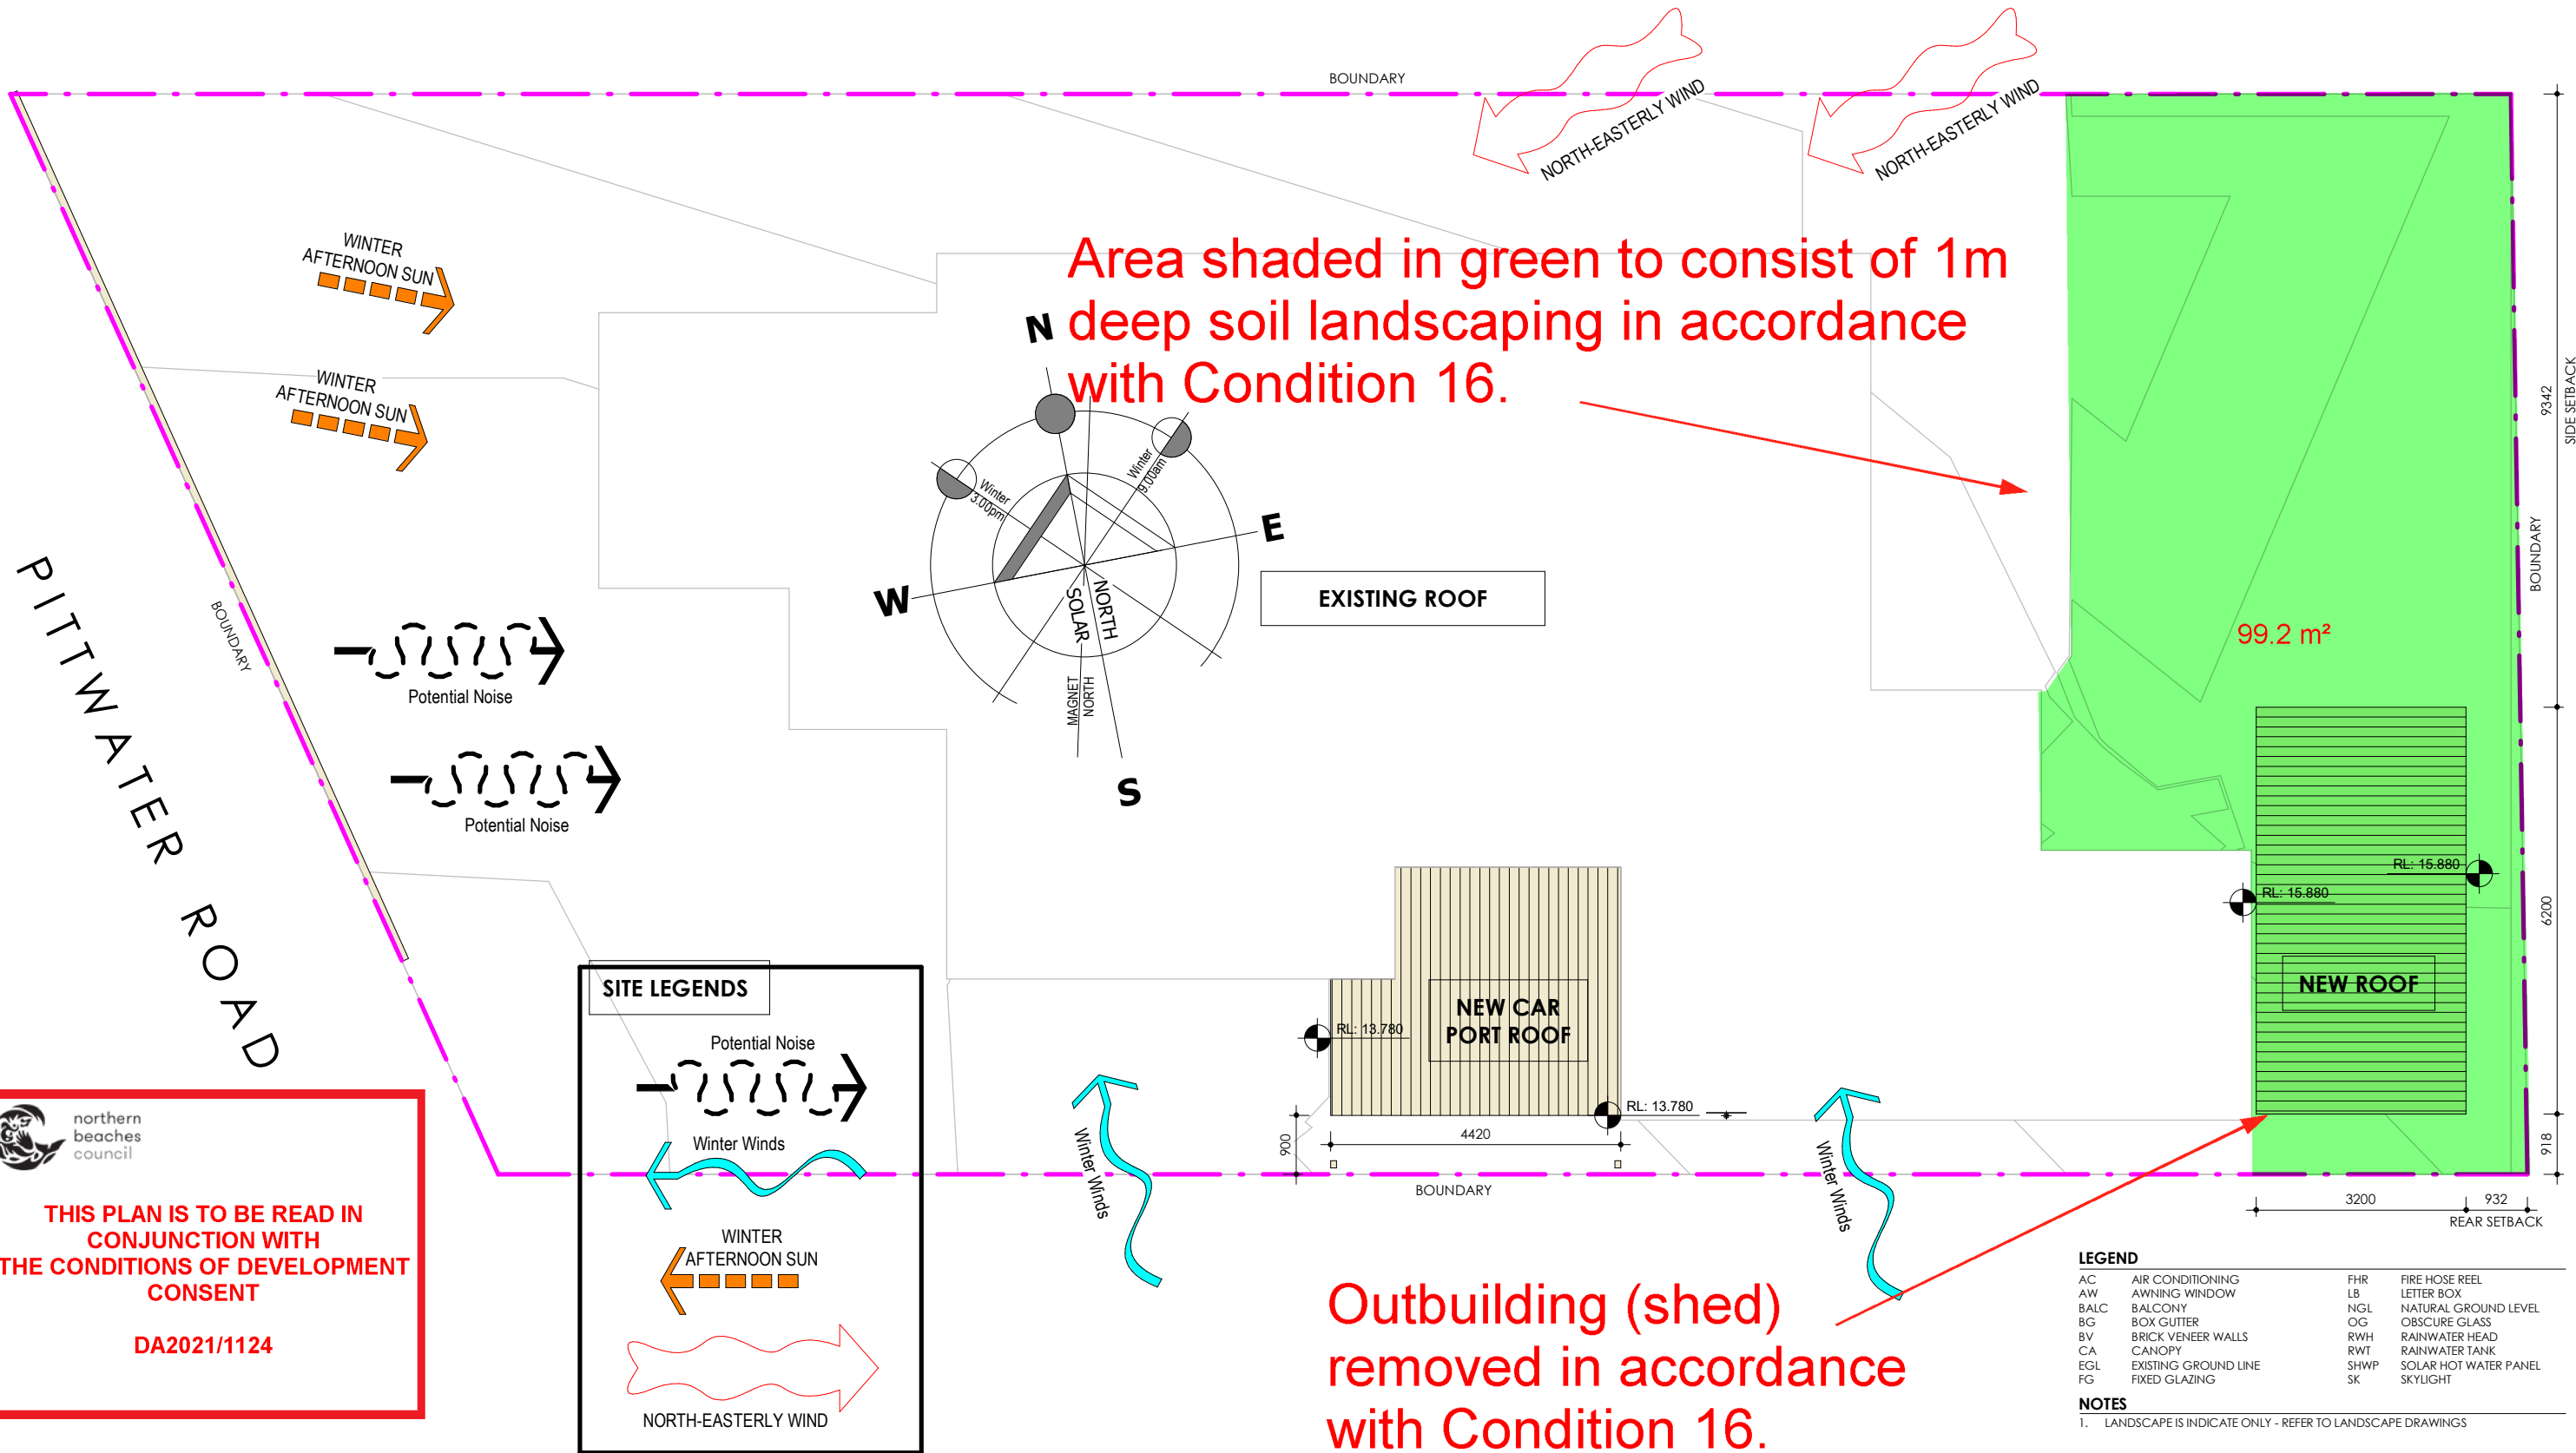 BOUNDARY
NORTH-EASTERLY WIND
NORTH-EASTERLY WIND
WINTER
AFTERNOON SUN
WINTER
AFTERNOON SUN
Area shaded in green to consist of 1m
deep soil landscaping in accordance
with Condition 16.
N
E
W
S
Winter
3.00pm
Winter
9.00am
SOLAR
NORTH
MAGNET
NORTH
EXISTING ROOF
9342
SIDE SETBACK
BOUNDARY
99.2 m²
PITTWATER ROAD
BOUNDARY
Potential Noise
Potential Noise
RL: 15.880
RL: 15.880
6200
NEW ROOF
918
3200
932
REAR SETBACK
NEW CAR
PORT ROOF
RL: 13.780
RL: 13.780
4420
900
BOUNDARY
Winter Winds
Winter Winds
SITE LEGENDS
Potential Noise
Winter Winds
WINTER
AFTERNOON SUN
NORTH-EASTERLY WIND
northern
beaches
council
THIS PLAN IS TO BE READ IN
CONJUNCTION WITH
THE CONDITIONS OF DEVELOPMENT
CONSENT
DA2021/1124
Outbuilding (shed)
removed in accordance
with Condition 16.
LEGEND
AC AIR CONDITIONING FHR FIRE HOSE REEL
AW AWNING WINDOW LB LETTER BOX
BALC BALCONY NGL NATURAL GROUND LEVEL
BG BOX GUTTER OG OBSCURE GLASS
BV BRICK VENEER WALLS RWH RAINWATER HEAD
CA CANOPY RWT RAINWATER TANK
EGL EXISTING GROUND LINE SHWP SOLAR HOT WATER PANEL
FG FIXED GLAZING SK SKYLIGHT
NOTES
1. LANDSCAPE IS INDICATE ONLY - REFER TO LANDSCAPE DRAWINGS